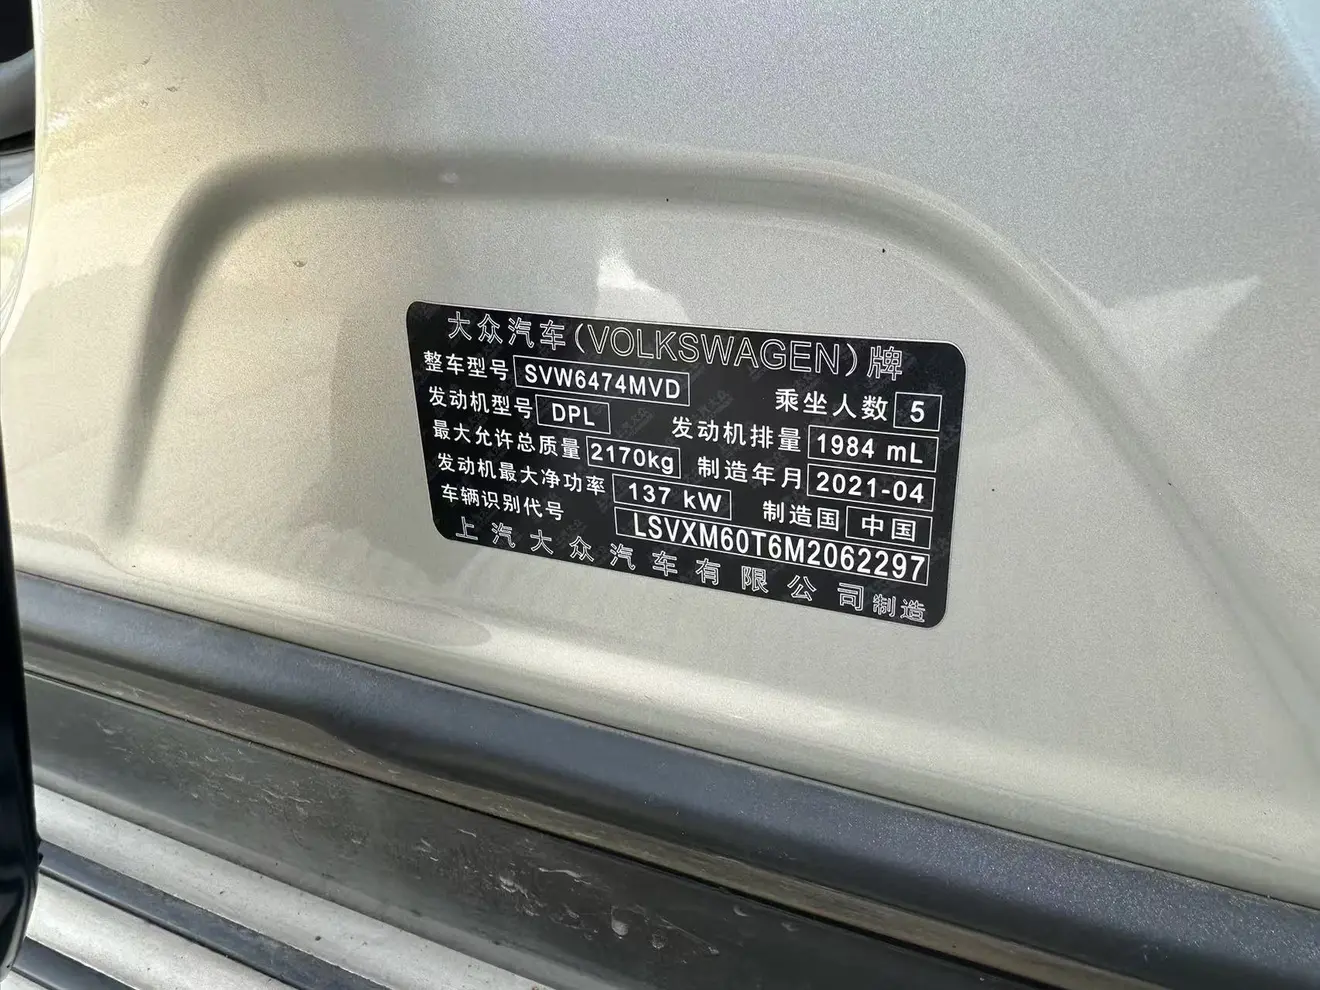 大众汽车(VOLKSWAGEN)牌
整车型号 SVW6474MVD 乘坐人数 5
发动机型号 DPL 发动机排量 1984 mL
最大允许总质量 2170kg 制造年月 2021-04
发动机最大净功率 137 kW 制造国 中国
车辆识别代号 LSVXM60T6M2062297
上汽大众汽车有限公司制造